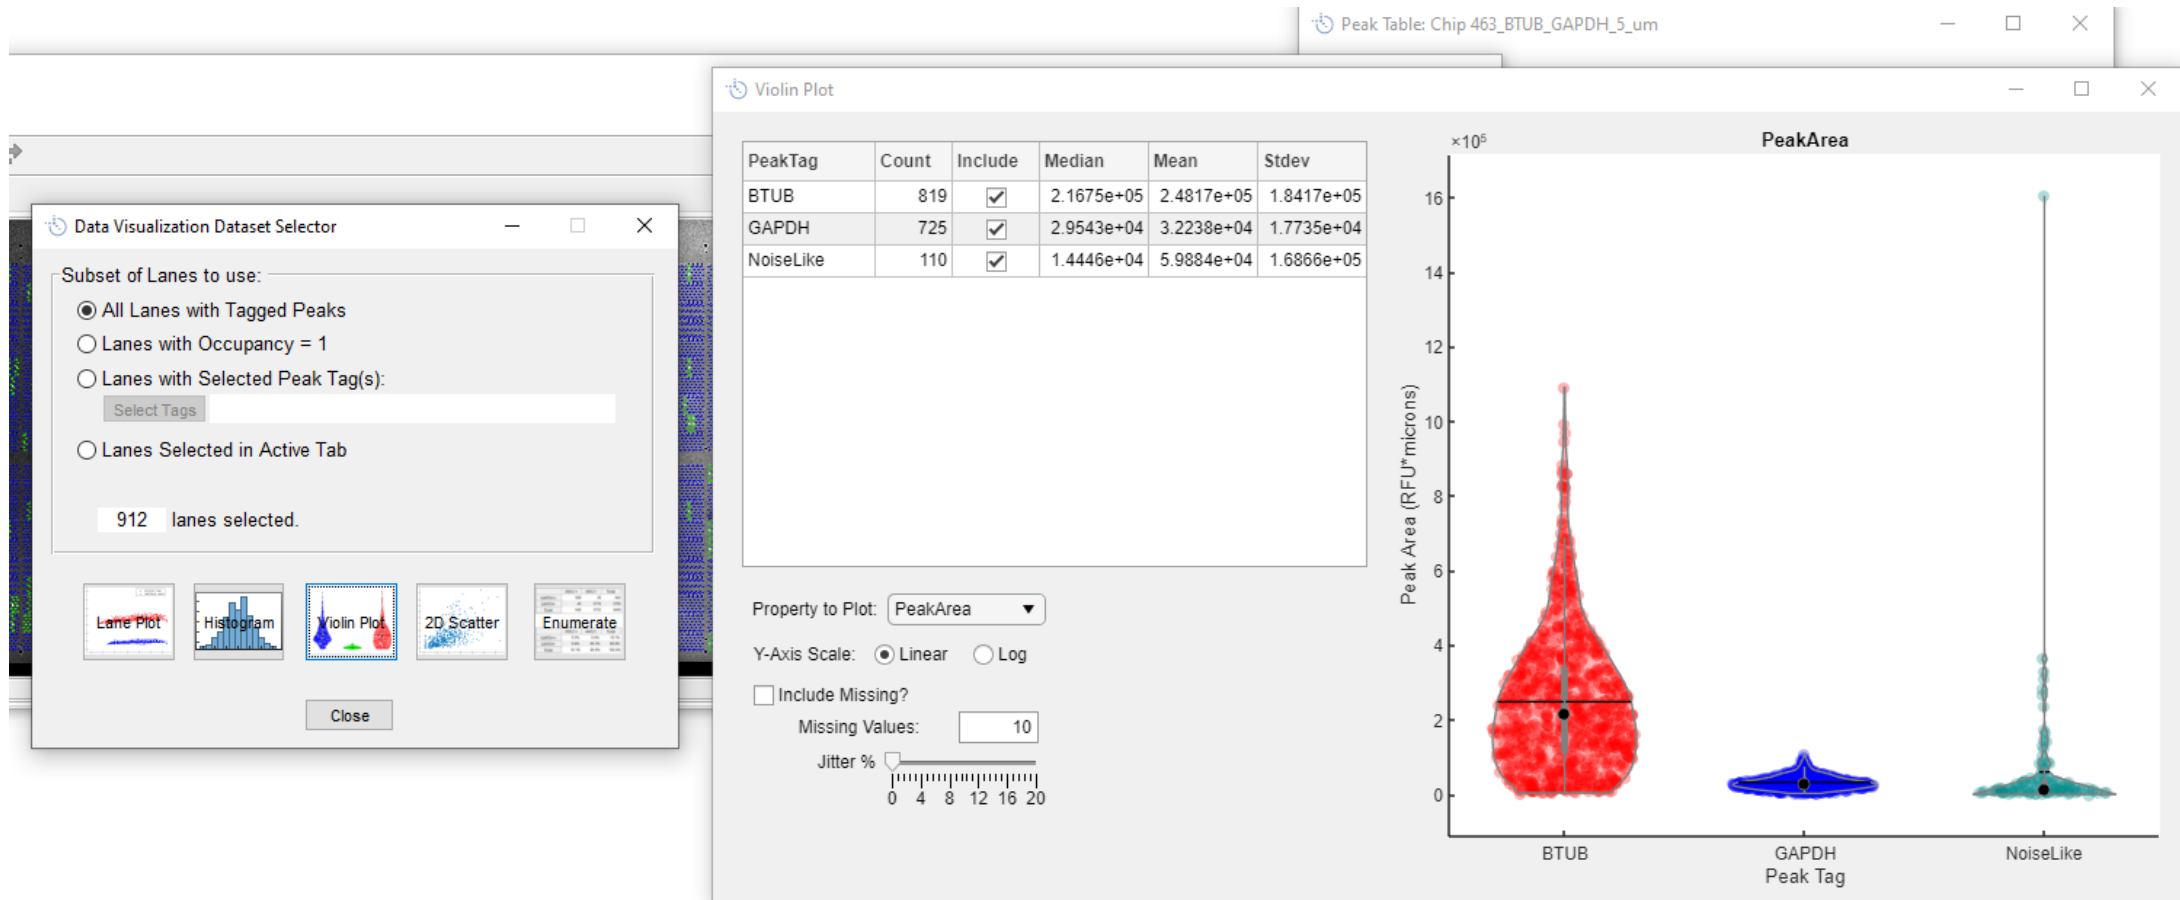 Peak Table: Chip 463_BTUB_GAPDH_5_um
Violin Plot
PeakTag Count Include Median Mean Stdev
BTUB 819 2.1675e+05 2.4817e+05 1.8417e+05
GAPDH 725 2.9543e+04 3.2238e+04 1.7735e+04
NoiseLike 110 1.4446e+04 5.9884e+04 1.6866e+05
Property to Plot: PeakArea
Y-Axis Scale: Linear Log
Include Missing?
Missing Values: 10
Jitter %
0 4 8 12 16 20
PeakArea
×10⁵
16
14
12
10
8
6
4
2
0
Peak Area (RFU*microns)
BTUB GAPDH NoiseLike
Peak Tag
Data Visualization Dataset Selector
Subset of Lanes to use:
All Lanes with Tagged Peaks
Lanes with Occupancy = 1
Lanes with Selected Peak Tag(s):
Select Tags
Lanes Selected in Active Tab
912 lanes selected.
Lane Plot Histogram Violin Plot 2D Scatter Enumerate
Close